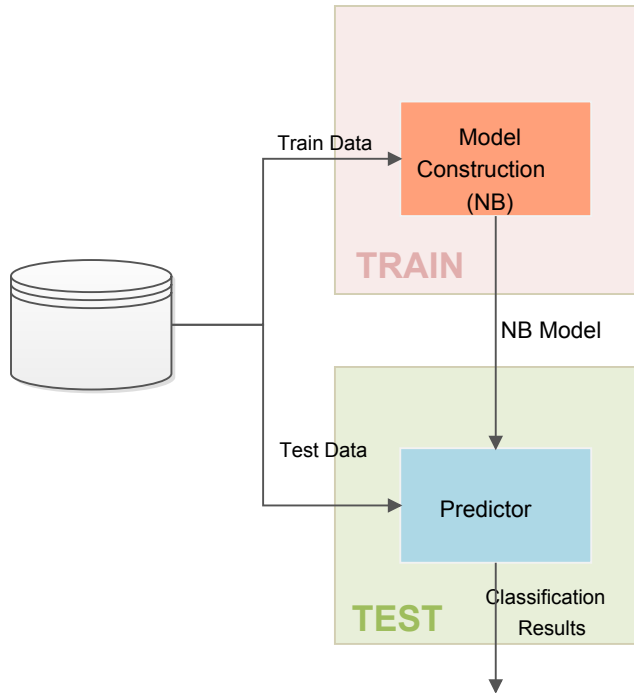 Train Data
Model
Construction
(NB)
TRAIN
NB Model
Test Data
Predictor
TEST
Classification
Results